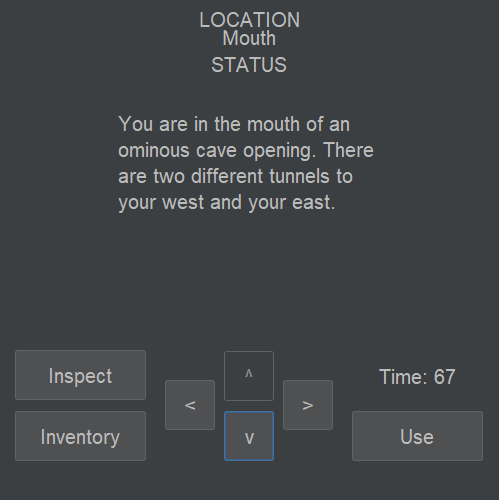 LOCATION
Mouth
STATUS
You are in the mouth of an
ominous cave opening. There
are two different tunnels to
your west and your east.
Inspect
^
Time: 67
<
>
Inventory
v
Use